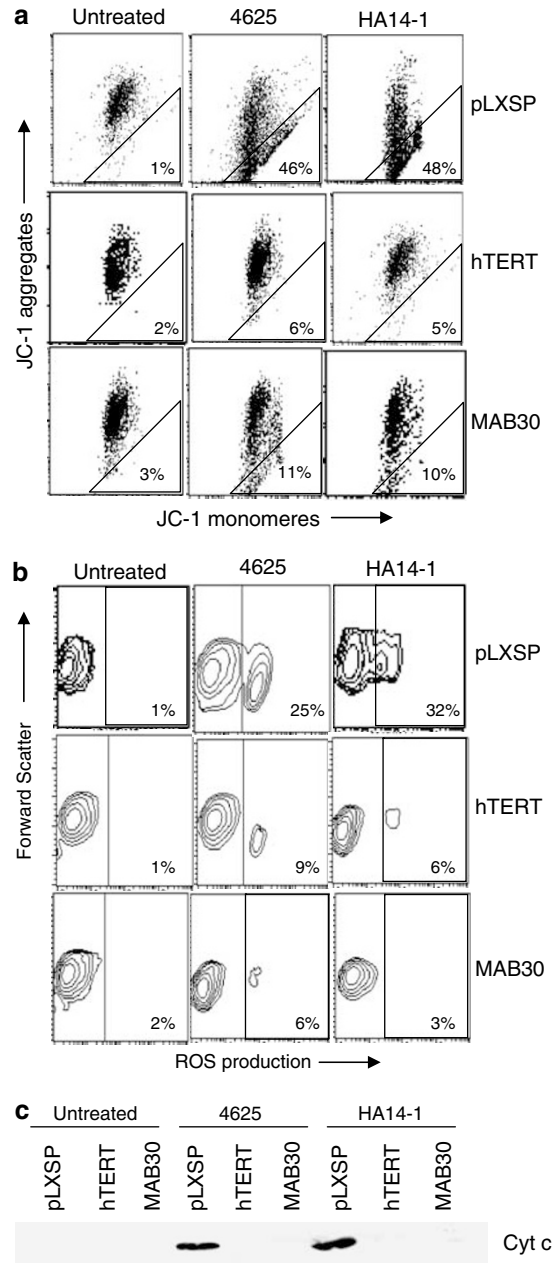 a
Untreated 4625 HA14-1
JC-1 aggregates
1% 46% 48% pLXSP
2% 6% 5% hTERT
3% 11% 10% MAB30
JC-1 monomeres
b
Untreated 4625 HA14-1
Forward Scatter
1% 25% 32% pLXSP
1% 9% 6% hTERT
2% 6% 3% MAB30
ROS production
c
Untreated 4625 HA14-1
pLXSP hTERT MAB30 pLXSP hTERT MAB30 pLXSP hTERT MAB30
Cyt c